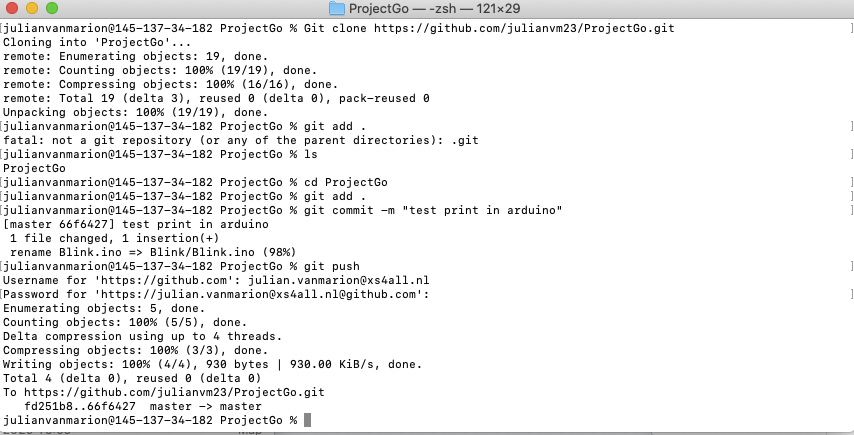 ProjectGo — -zsh — 121×29
[julianvanmarion@145-137-34-182 ProjectGo % Git clone https://github.com/julianvm23/ProjectGo.git ]
Cloning into 'ProjectGo'...
remote: Enumerating objects: 19, done.
remote: Counting objects: 100% (19/19), done.
remote: Compressing objects: 100% (16/16), done.
remote: Total 19 (delta 3), reused 0 (delta 0), pack-reused 0
Unpacking objects: 100% (19/19), done.
[julianvanmarion@145-137-34-182 ProjectGo % git add . ]
fatal: not a git repository (or any of the parent directories): .git
[julianvanmarion@145-137-34-182 ProjectGo % ls ]
ProjectGo
[julianvanmarion@145-137-34-182 ProjectGo % cd ProjectGo ]
[julianvanmarion@145-137-34-182 ProjectGo % git add . ]
[julianvanmarion@145-137-34-182 ProjectGo % git commit -m "test print in arduino" ]
[master 66f6427] test print in arduino
 1 file changed, 1 insertion(+)
 rename Blink.ino => Blink/Blink.ino (98%)
[julianvanmarion@145-137-34-182 ProjectGo % git push ]
Username for 'https://github.com': julian.vanmarion@xs4all.nl
[Password for 'https://julian.vanmarion@xs4all.nl@github.com': ]
Enumerating objects: 5, done.
Counting objects: 100% (5/5), done.
Delta compression using up to 4 threads.
Compressing objects: 100% (3/3), done.
Writing objects: 100% (4/4), 930 bytes | 930.00 KiB/s, done.
Total 4 (delta 0), reused 0 (delta 0)
To https://github.com/julianvm23/ProjectGo.git
   fd251b8..66f6427  master -> master
julianvanmarion@145-137-34-182 ProjectGo %